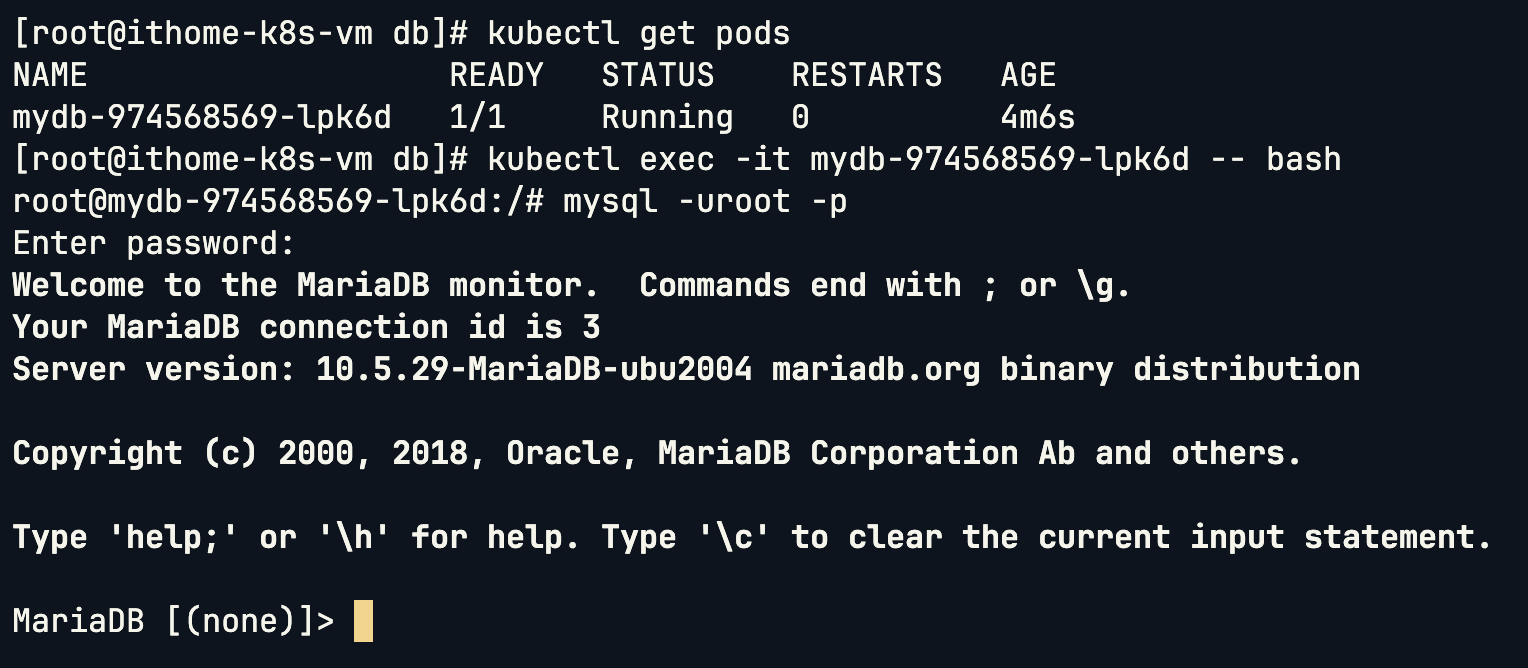 [root@ithome-k8s-vm db]# kubectl get pods
NAME                   READY   STATUS    RESTARTS   AGE
mydb-974568569-lpk6d   1/1     Running   0          4m6s
[root@ithome-k8s-vm db]# kubectl exec -it mydb-974568569-lpk6d -- bash
root@mydb-974568569-lpk6d:/# mysql -uroot -p
Enter password:
Welcome to the MariaDB monitor.  Commands end with ; or \g.
Your MariaDB connection id is 3
Server version: 10.5.29-MariaDB-ubu2004 mariadb.org binary distribution

Copyright (c) 2000, 2018, Oracle, MariaDB Corporation Ab and others.

Type 'help;' or '\h' for help. Type '\c' to clear the current input statement.

MariaDB [(none)]>